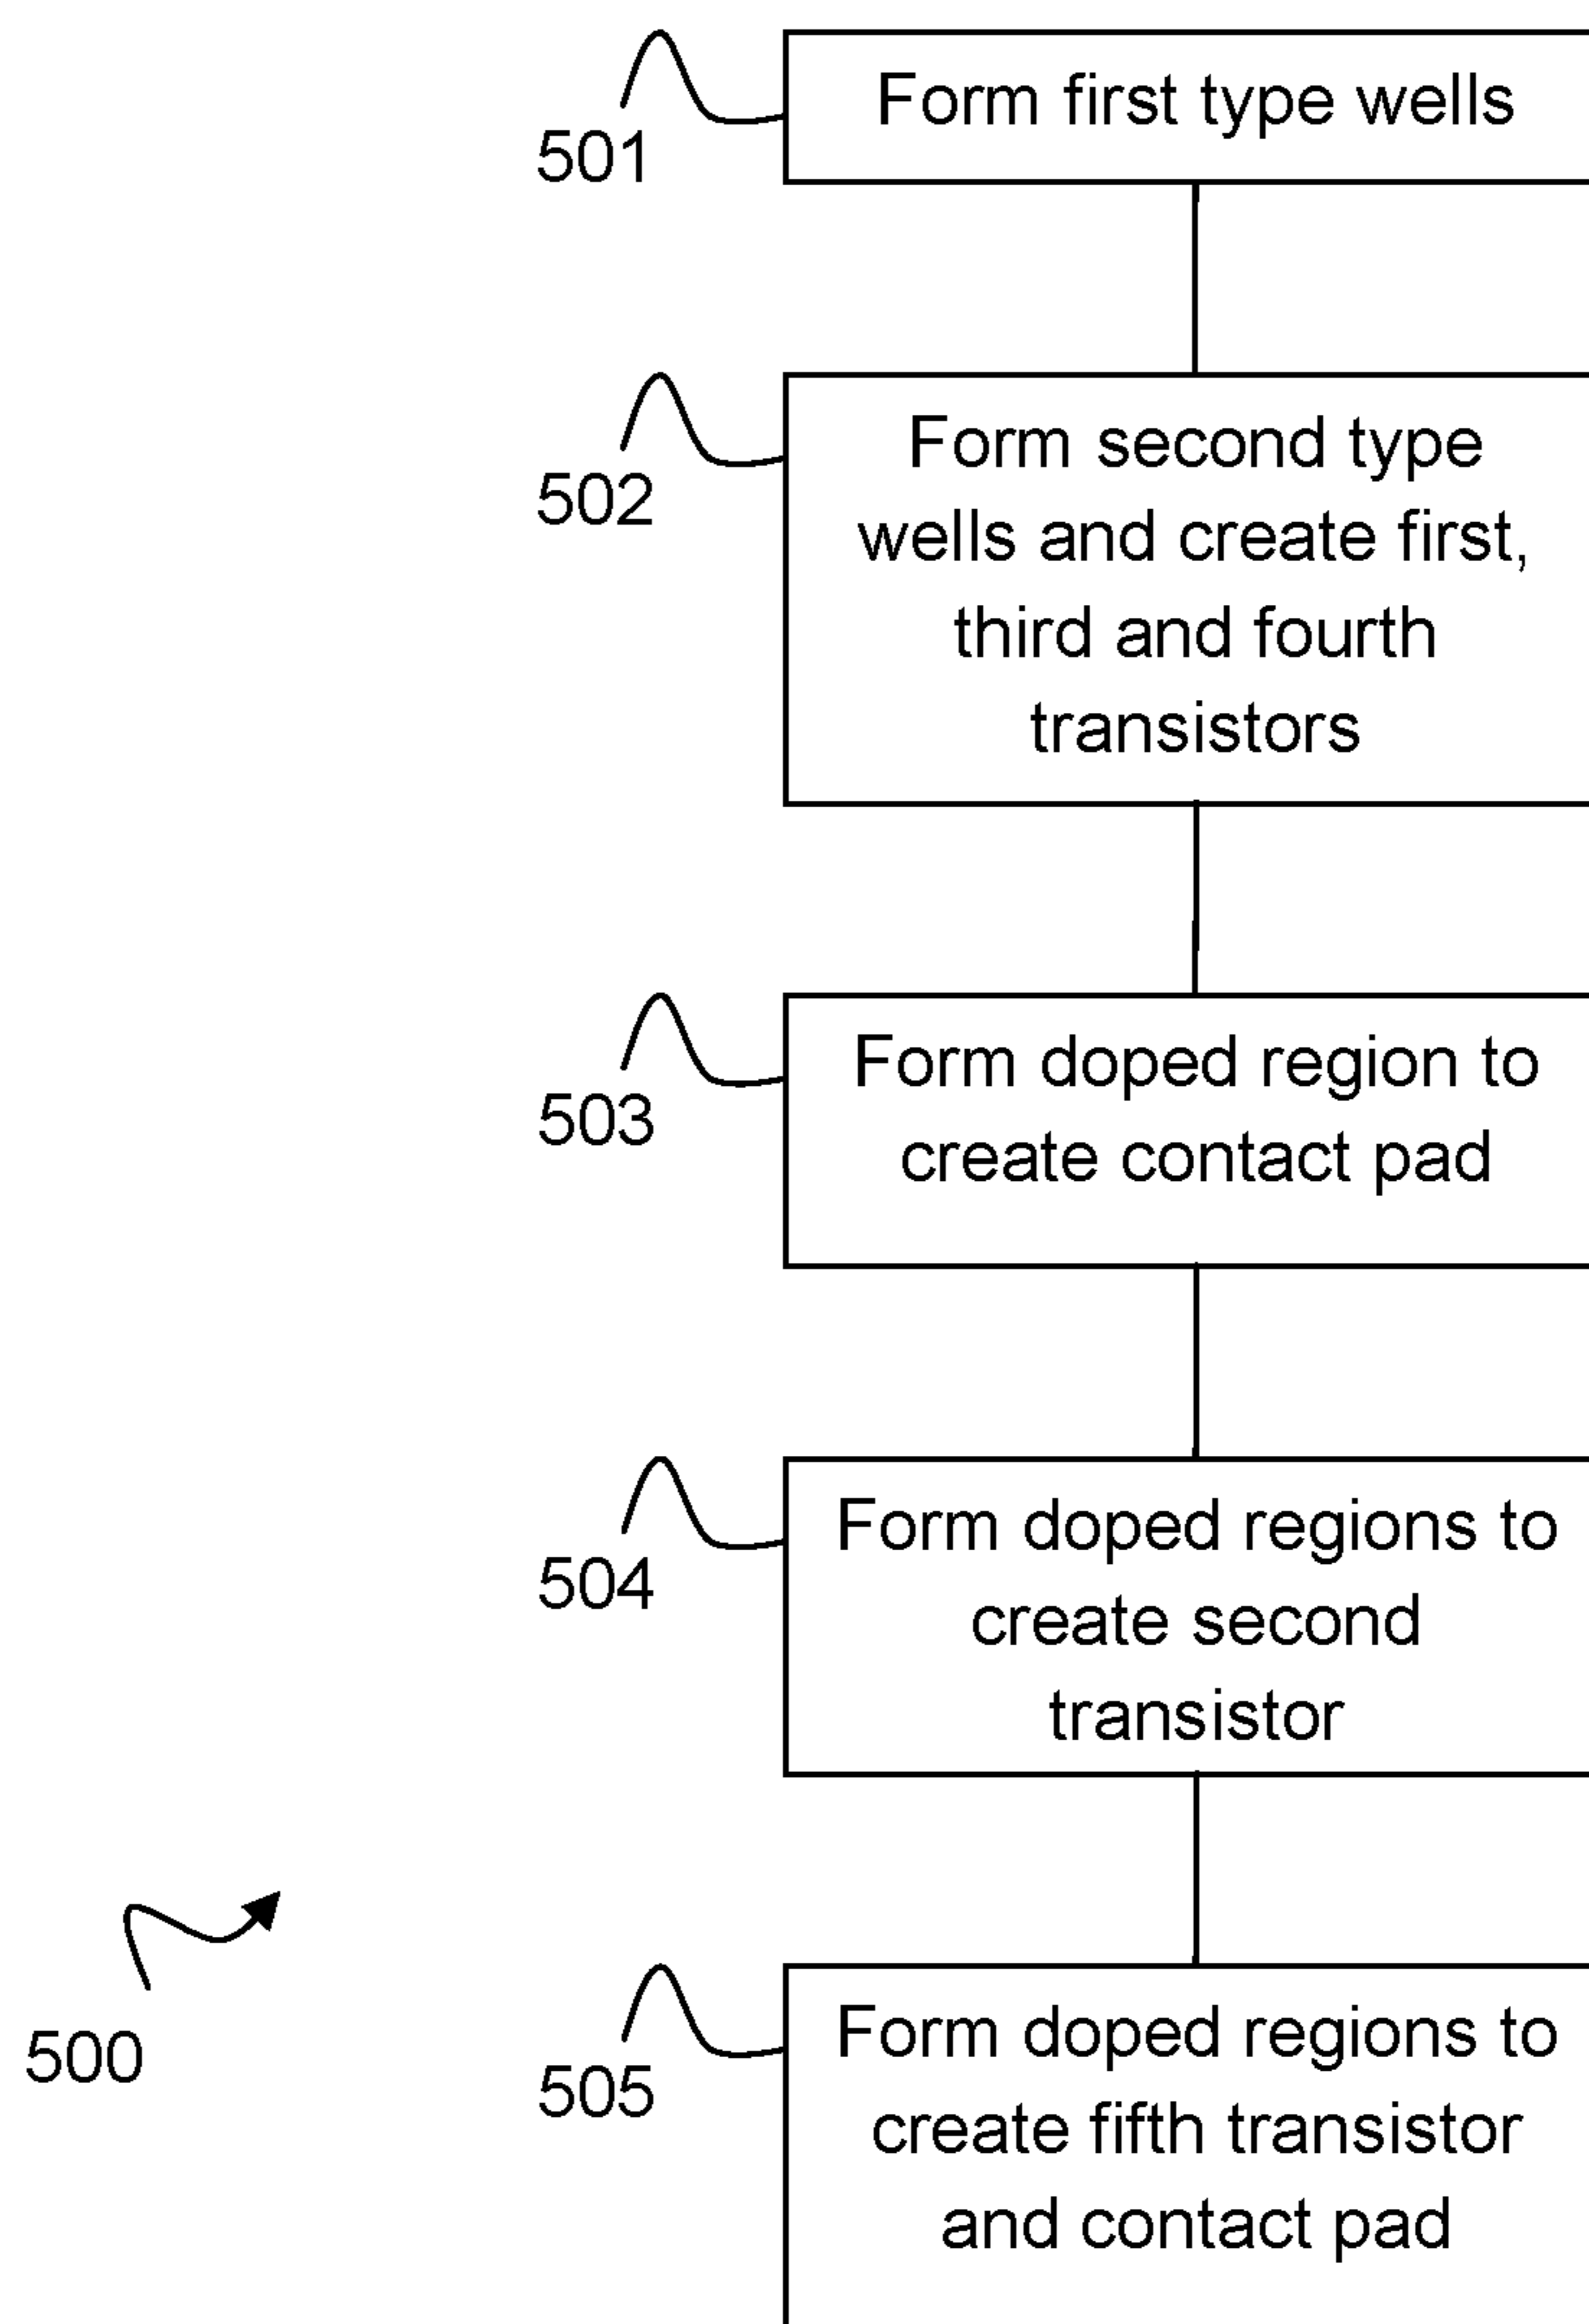 Form first type wells
501
Form second type
wells and create first,
third and fourth
transistors
502
Form doped region to
create contact pad
503
Form doped regions to
create second
transistor
504
Form doped regions to
create fifth transistor
and contact pad
505
500